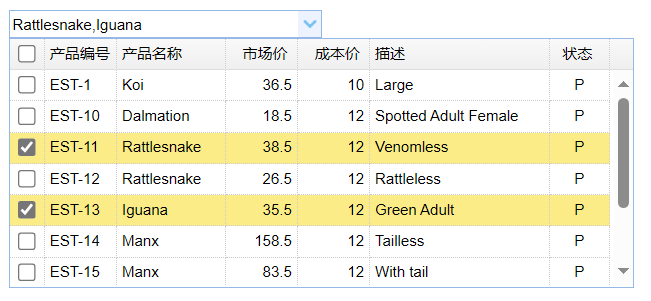 Rattlesnake,Iguana
产品编号 产品名称 市场价 成本价 描述 状态
EST-1 Koi 36.5 10 Large P
EST-10 Dalmation 18.5 12 Spotted Adult Female P
EST-11 Rattlesnake 38.5 12 Venomless P
EST-12 Rattlesnake 26.5 12 Rattleless P
EST-13 Iguana 35.5 12 Green Adult P
EST-14 Manx 158.5 12 Tailless P
EST-15 Manx 83.5 12 With tail P